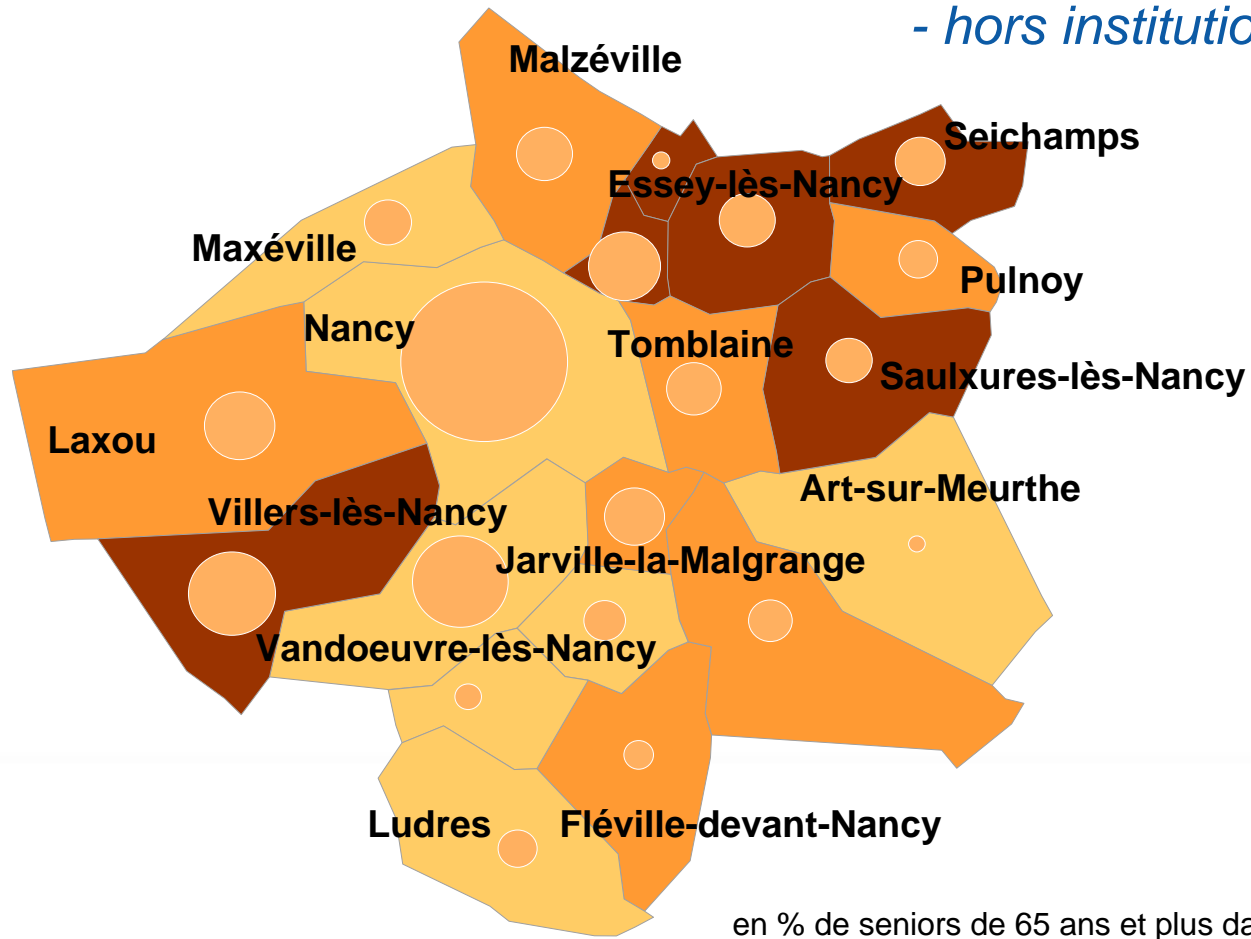 - hors institutio
Malzéville
Seichamps
Essey-lès-Nancy
Maxéville
Pulnoy
Nancy
Tomblaine
Saulxures-lès-Nancy
Laxou
Art-sur-Meurthe
Villers-lès-Nancy
Jarville-la-Malgrange
Vandoeuvre-lès-Nancy
Ludres
Fléville-devant-Nancy
en % de seniors de 65 ans et plus da